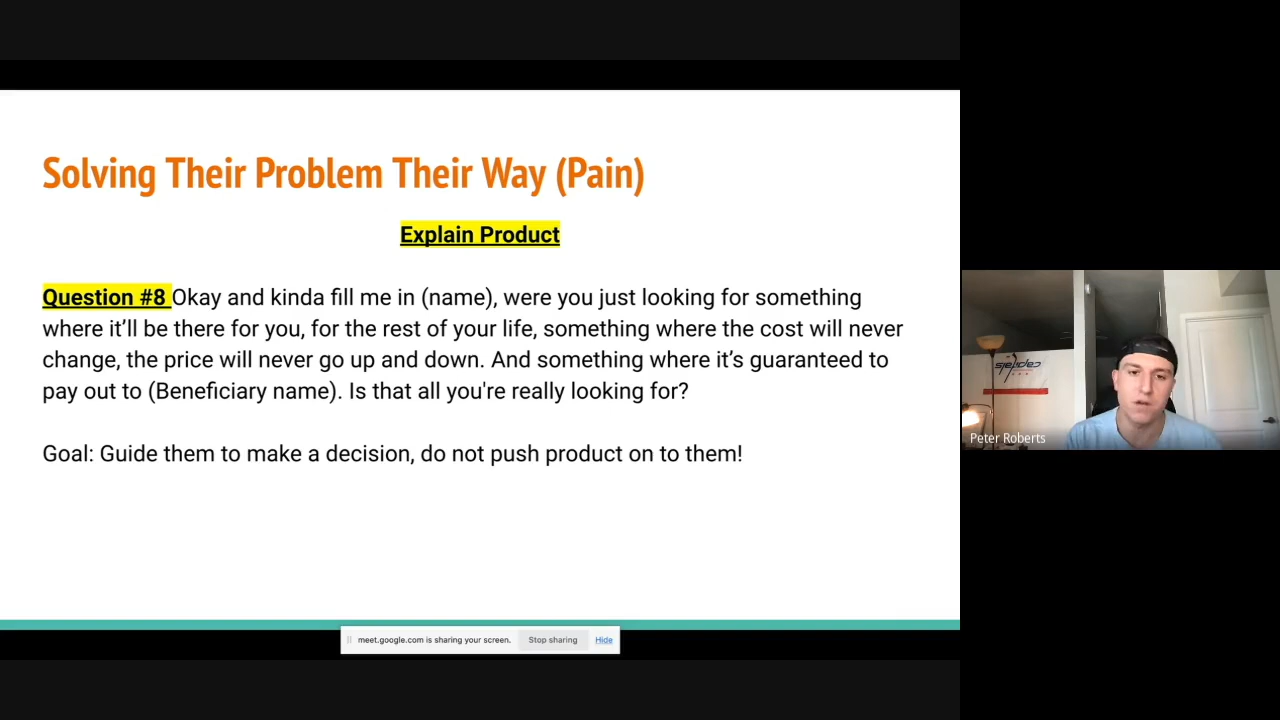 Solving Their Problem Their Way (Pain)
Explain Product
Question #8 Okay and kinda fill me in (name), were you just looking for something
where it’ll be there for you, for the rest of your life, something where the cost will never
change, the price will never go up and down. And something where it’s guaranteed to
pay out to (Beneficiary name). Is that all you're really looking for?
Goal: Guide them to make a decision, do not push product on to them!
capitals
Peter Roberts
meet.google.com is sharing your screen. Stop sharing Hide